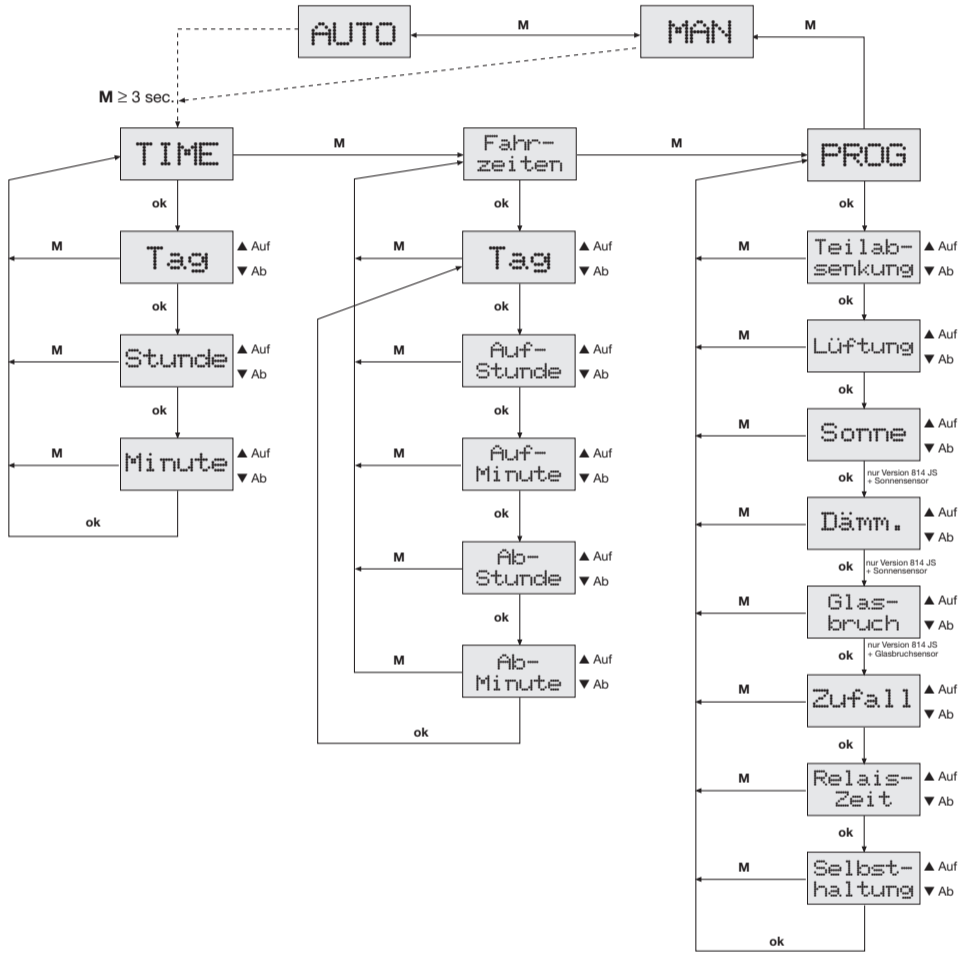 AUTO
M
MAN
M
M ≥ 3 sec.
TIME
M
Fahr-
zeiten
M
PROG
ok
M
Tag
▲ Auf
▼ Ab
ok
M
Stunde
▲ Auf
▼ Ab
ok
M
Minute
▲ Auf
▼ Ab
ok
ok
M
Tag
▲ Auf
▼ Ab
ok
M
Auf-
Stunde
▲ Auf
▼ Ab
ok
M
Auf-
Minute
▲ Auf
▼ Ab
ok
M
Ab-
Stunde
▲ Auf
▼ Ab
ok
M
Ab-
Minute
▲ Auf
▼ Ab
ok
ok
M
Teilab-
senkung
▲ Auf
▼ Ab
ok
M
Lüftung
▲ Auf
▼ Ab
ok
M
Sonne
▲ Auf
▼ Ab
ok
nur Version 814 JS
+ Sonnensensor
M
Dämm.
▲ Auf
▼ Ab
ok
nur Version 814 JS
+ Sonnensensor
M
Glas-
bruch
▲ Auf
▼ Ab
ok
nur Version 814 JS
+ Glasbruchsensor
M
Zufall
▲ Auf
▼ Ab
ok
M
Relais-
Zeit
▲ Auf
▼ Ab
ok
M
Selbst-
haltung
▲ Auf
▼ Ab
ok